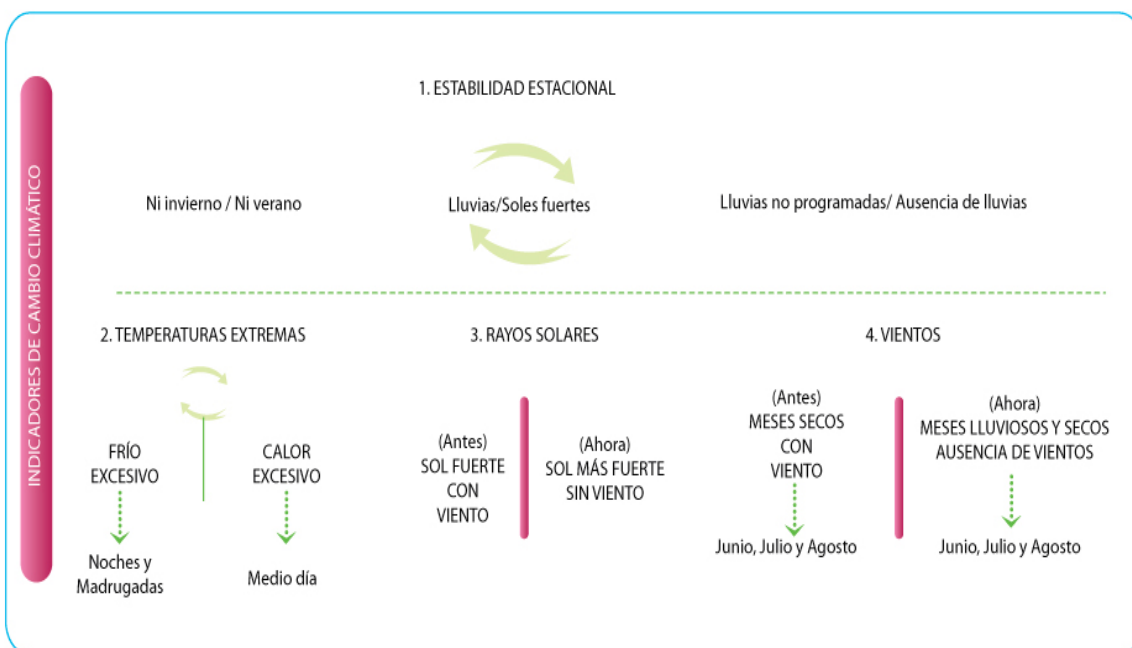 INDICADORES DE CAMBIO CLIMÁTICO
1. ESTABILIDAD ESTACIONAL
Ni invierno / Ni verano
Lluvias/Soles fuertes
Lluvias no programadas/ Ausencia de lluvias
2. TEMPERATURAS EXTREMAS
FRÍO
EXCESIVO
Noches y
Madrugadas
CALOR
EXCESIVO
Medio día
3. RAYOS SOLARES
(Antes)
SOL FUERTE
CON
VIENTO
(Ahora)
SOL MÁS FUERTE
SIN VIENTO
4. VIENTOS
(Antes)
MESES SECOS
CON
VIENTO
Junio, Julio y Agosto
(Ahora)
MESES LLUVIOSOS Y SECOS
AUSENCIA DE VIENTOS
Junio, Julio y Agosto